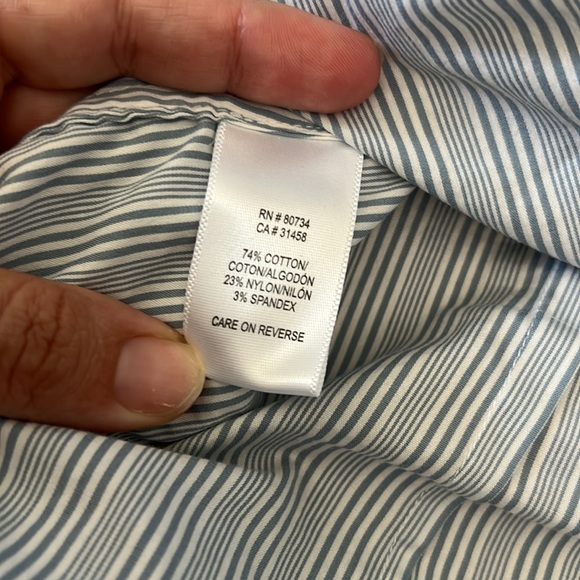 RN # 80734
CA # 31458
74% COTTON/
COTON/ALGODÓN
23% NYLON/NILÓN
3% SPANDEX
CARE ON REVERSE